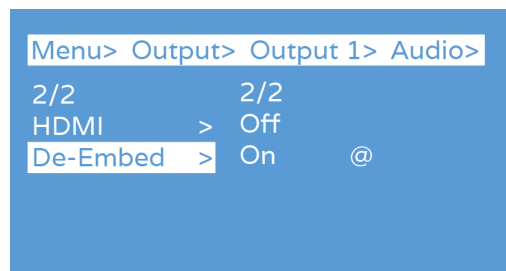 Menu> Output> Output 1> Audio>
2/2 2/2
HDMI > Off
De-Embed > On @